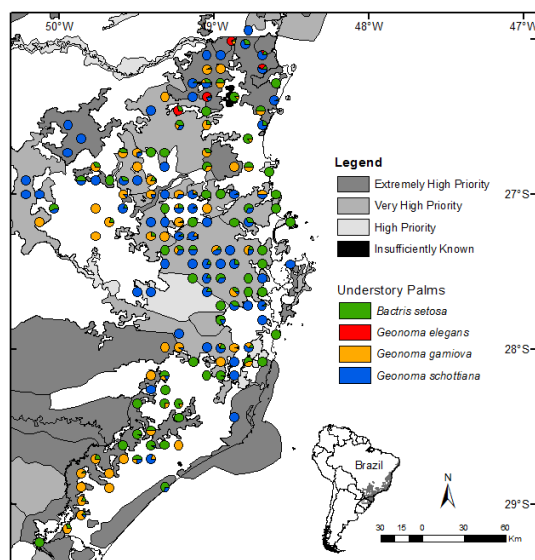 50°W
49°W
48°W
47°W
Legend
Extremely High Priority
Very High Priority
High Priority
Insufficiently Known
27°S
Understory Palms
Bactris setosa
Geonoma elegans
Geonoma gamiova
Geonoma schottiana
28°S
Brazil
N
29°S
30 15 0 30 60
Km